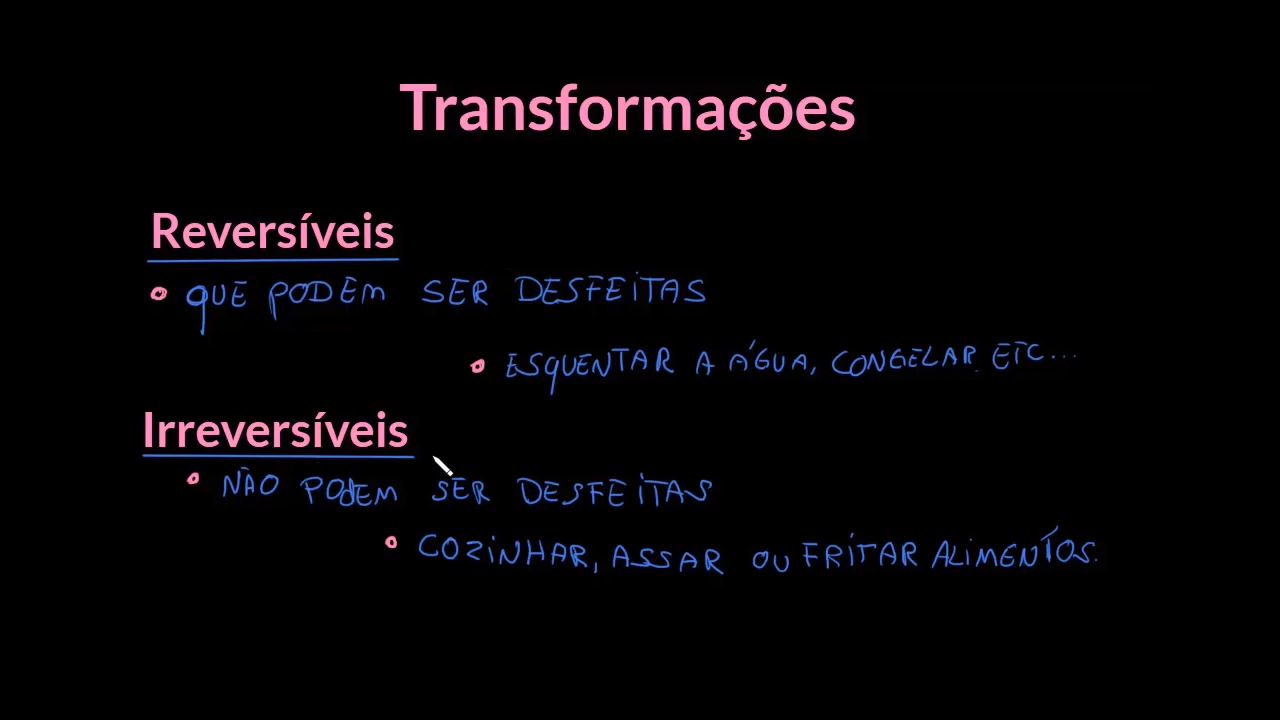 Transformações
Reversíveis
QUE PODEM SER DESFEITAS
ESQUENTAR A ÁGUA, CONGELAR ETC...
Irreversíveis
NÃO PODEM SER DESFEITAS
COZINHAR, ASSAR OU FRITAR ALIMENTOS.